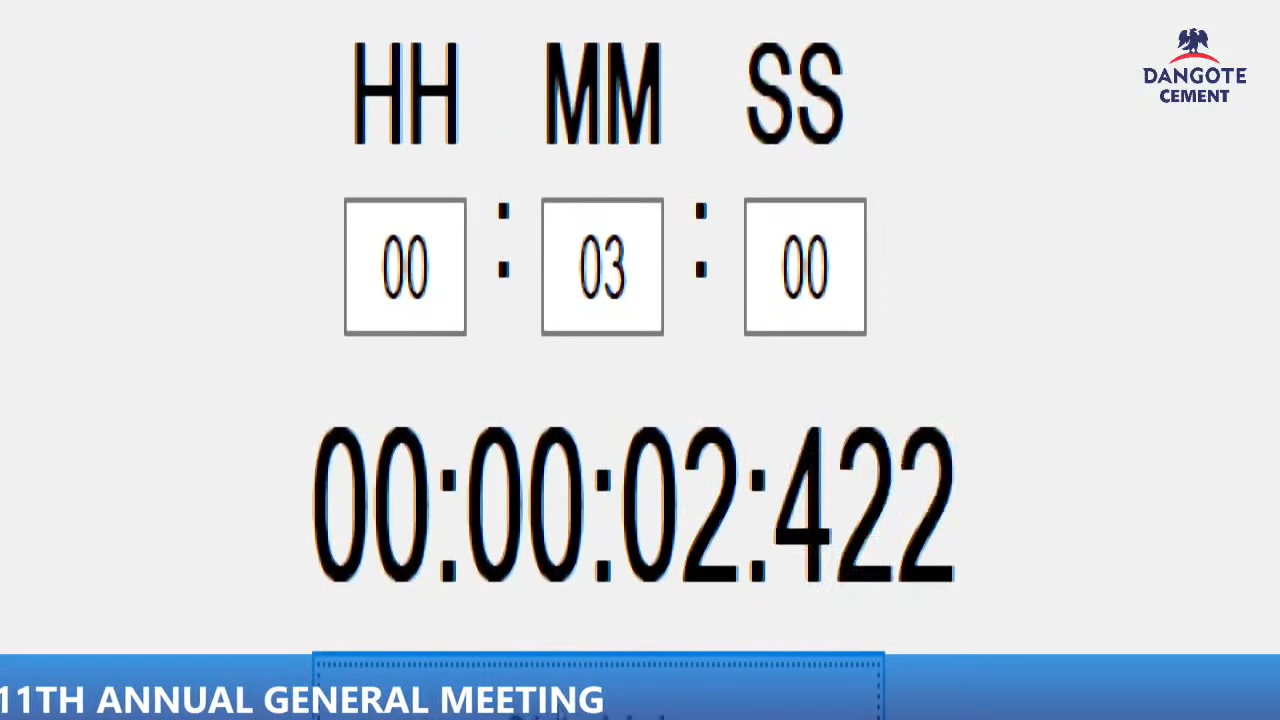 HH MM SS
00 : 03 : 00
00:00:02:422
DANGOTE
CEMENT
11TH ANNUAL GENERAL MEETING